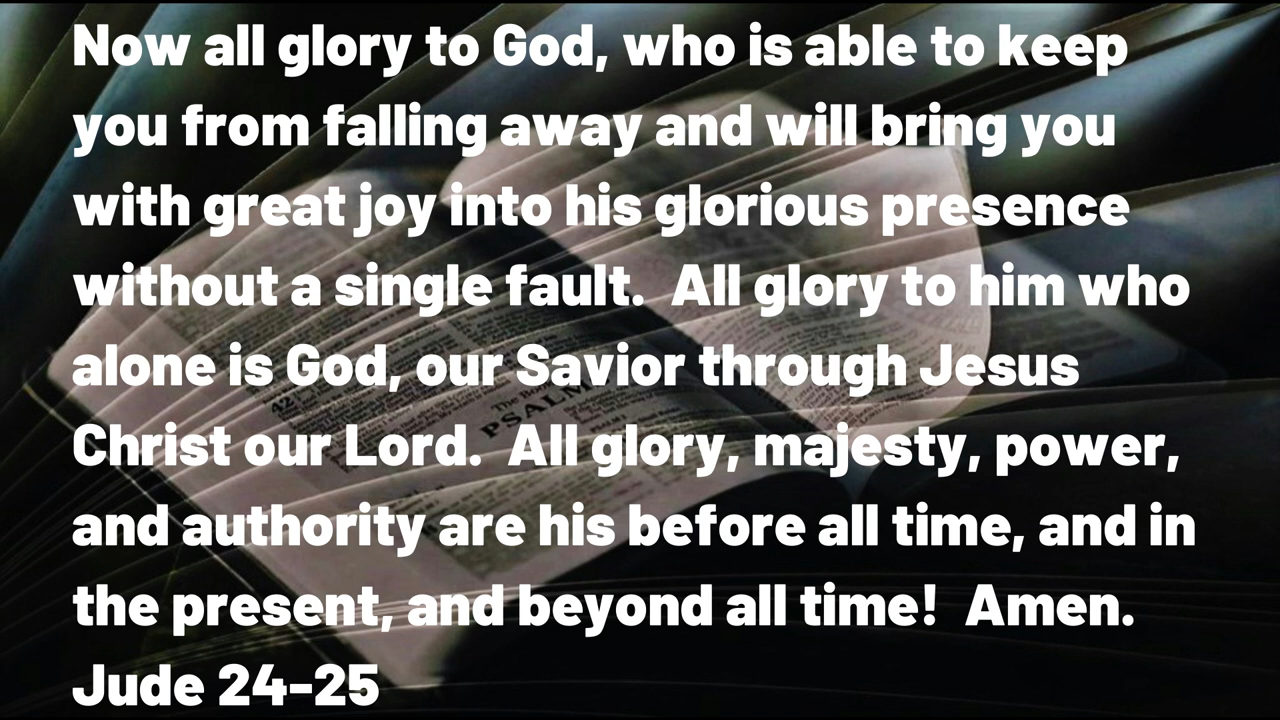 Now all glory to God, who is able to keep
you from falling away and will bring you
with great joy into his glorious presence
without a single fault.  All glory to him who
alone is God, our Savior through Jesus
Christ our Lord.  All glory, majesty, power,
and authority are his before all time, and in
the present, and beyond all time!  Amen.
Jude 24-25
42
PSALM